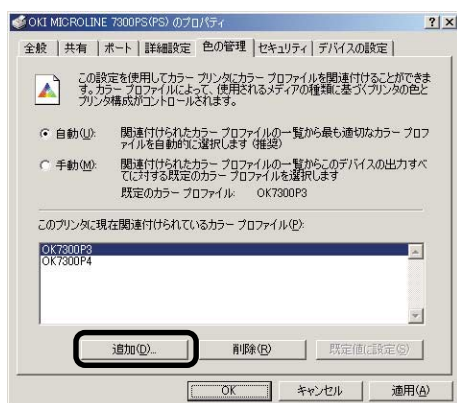 OKI MICROLINE 7300PS(PS) のプロパティ
全般 共有 ポート 詳細設定 色の管理 セキュリティ デバイスの設定
この設定を使用してカラー プリンタにカラー プロファイルを関連付けることができま
す。カラー プロファイルによって、使用されるメディアの種類に基づくプリンタの色と
プリンタ構成がコントロールされます。
自動(U): 関連付けられたカラー プロファイルの一覧から最も適切なカラー プロフ
ァイルを自動的に選択します (推奨)
手動(M): 関連付けられたカラー プロファイルの一覧からこのデバイスの出力すべ
てに対する既定のカラー プロファイルを選択します
既定のカラー プロファイル: OK7300P3
このプリンタに現在関連付けられているカラー プロファイル(P):
OK7300P3
OK7300P4
追加(D)... 削除(R) 既定値に設定(S)
OK キャンセル 適用(A)